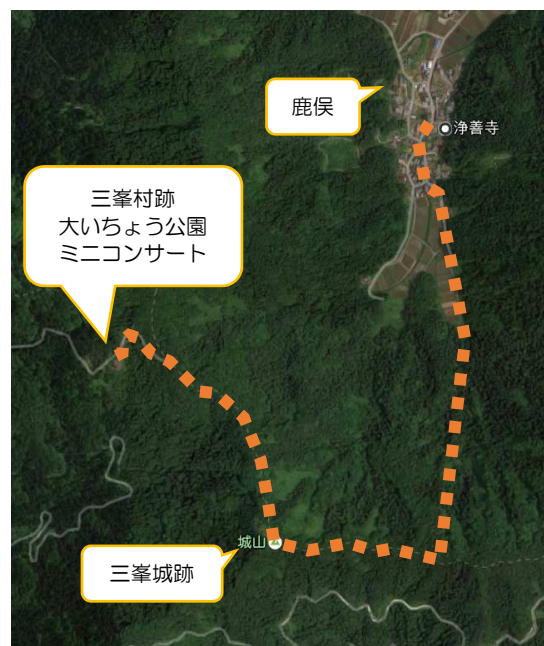 鹿俣
浄善寺
三峯村跡
大いちょう公園
ミニコンサート
城山
三峯城跡